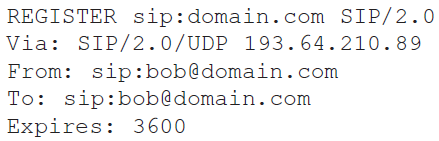 REGISTER sip:domain.com SIP/2.0
Via: SIP/2.0/UDP 193.64.210.89
From: sip:bob@domain.com
To: sip:bob@domain.com
Expires: 3600